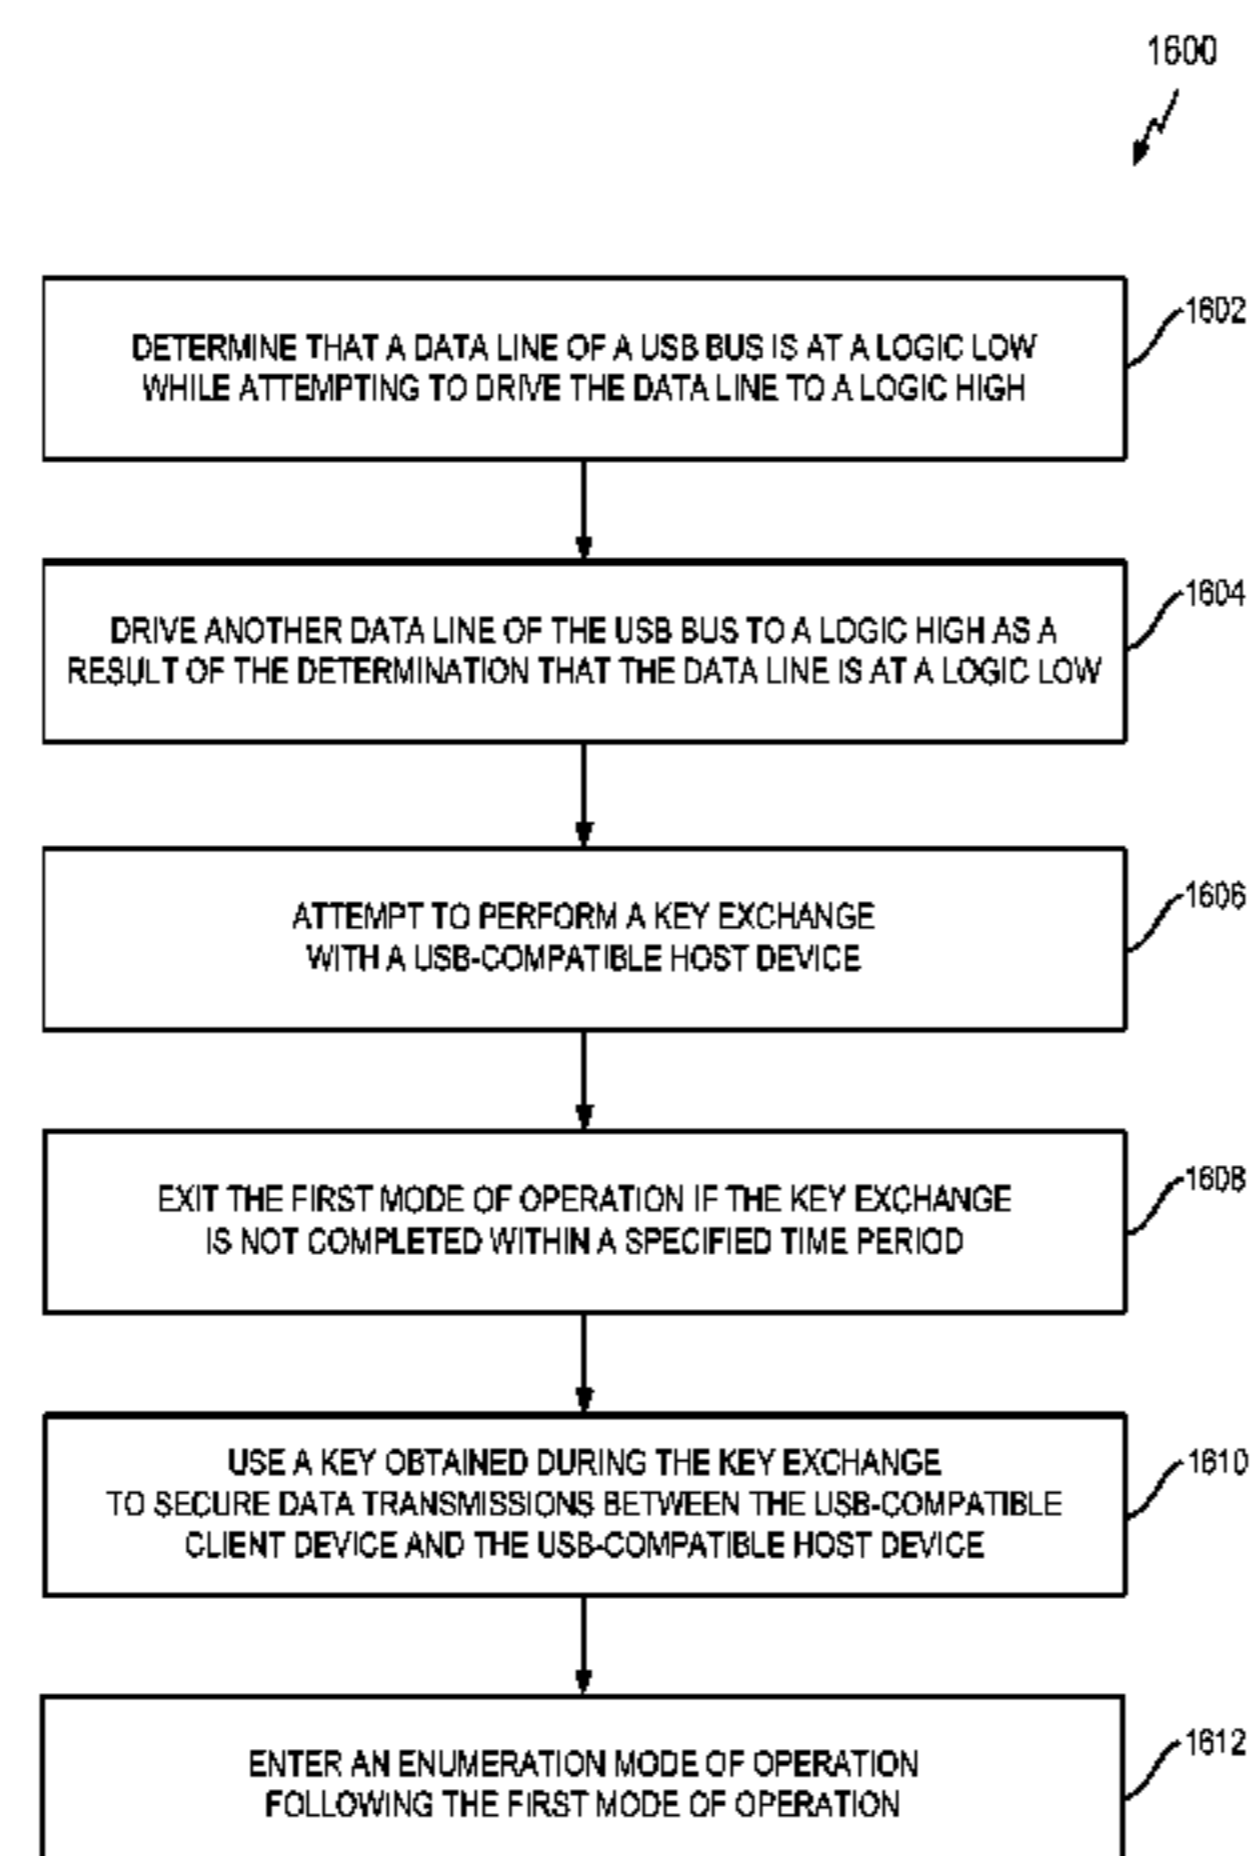 1600
DETERMINE THAT A DATA LINE OF A USB BUS IS AT A LOGIC LOW
WHILE ATTEMPTING TO DRIVE THE DATA LINE TO A LOGIC HIGH
1602
DRIVE ANOTHER DATA LINE OF THE USB BUS TO A LOGIC HIGH AS A
RESULT OF THE DETERMINATION THAT THE DATA LINE IS AT A LOGIC LOW
1604
ATTEMPT TO PERFORM A KEY EXCHANGE
WITH A USB-COMPATIBLE HOST DEVICE
1606
EXIT THE FIRST MODE OF OPERATION IF THE KEY EXCHANGE
IS NOT COMPLETED WITHIN A SPECIFIED TIME PERIOD
1608
USE A KEY OBTAINED DURING THE KEY EXCHANGE
TO SECURE DATA TRANSMISSIONS BETWEEN THE USB-COMPATIBLE
CLIENT DEVICE AND THE USB-COMPATIBLE HOST DEVICE
1610
ENTER AN ENUMERATION MODE OF OPERATION
FOLLOWING THE FIRST MODE OF OPERATION
1612